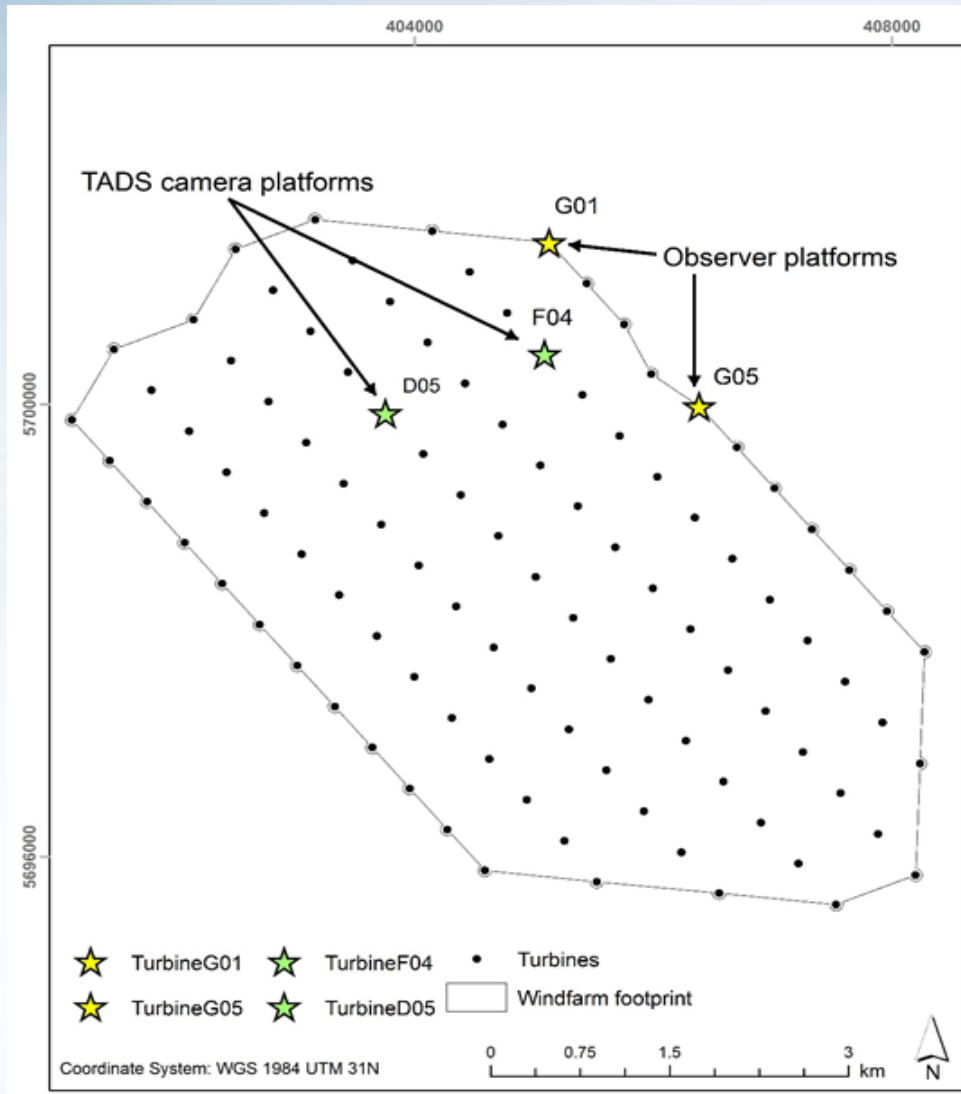 404000
408000
TADS camera platforms
G01
Observer platforms
F04
G05
D05
5700000
5696000
TurbineG01
TurbineF04
Turbines
TurbineG05
TurbineD05
Windfarm footprint
0
0.75
1.5
3
km
N
Coordinate System: WGS 1984 UTM 31N